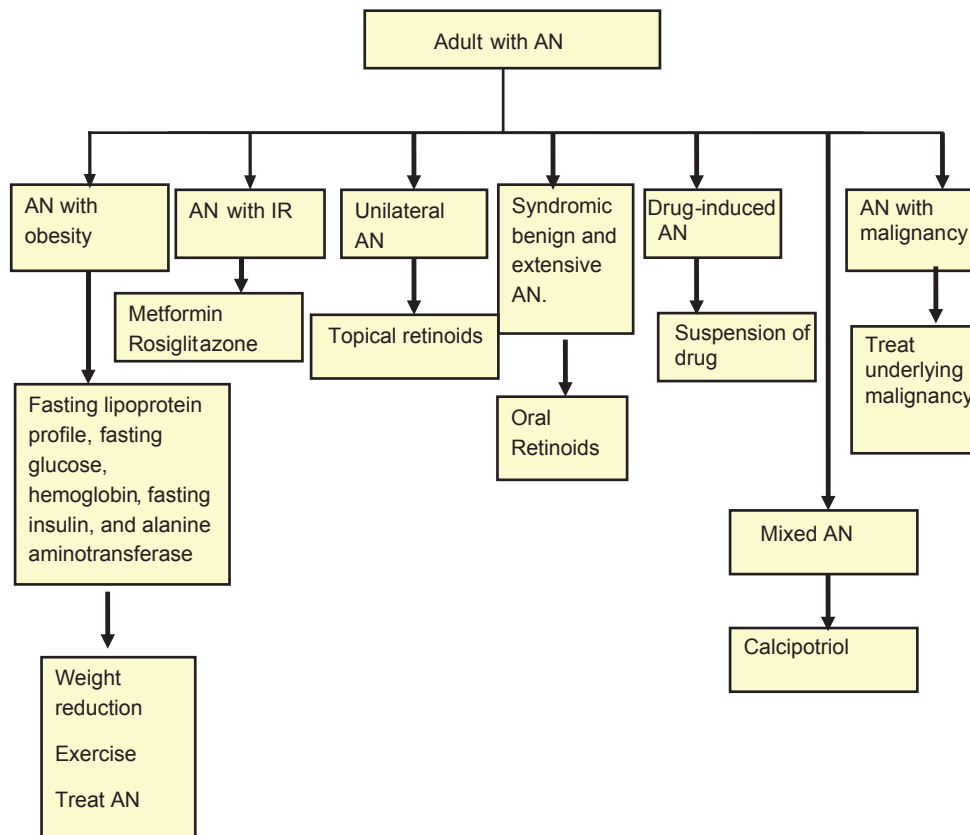 Adult with AN
AN with
obesity
AN with IR
Unilateral
AN
Syndromic
benign and
extensive
AN.
Drug-induced
AN
AN with
malignancy
Metformin
Rosiglitazone
Topical retinoids
Suspension of
drug
Treat
underlying
malignancy
Fasting lipoprotein
profile, fasting
glucose,
hemoglobin, fasting
insulin, and alanine
aminotransferase
Oral
Retinoids
Mixed AN
Calcipotriol
Weight
reduction
Exercise
Treat AN